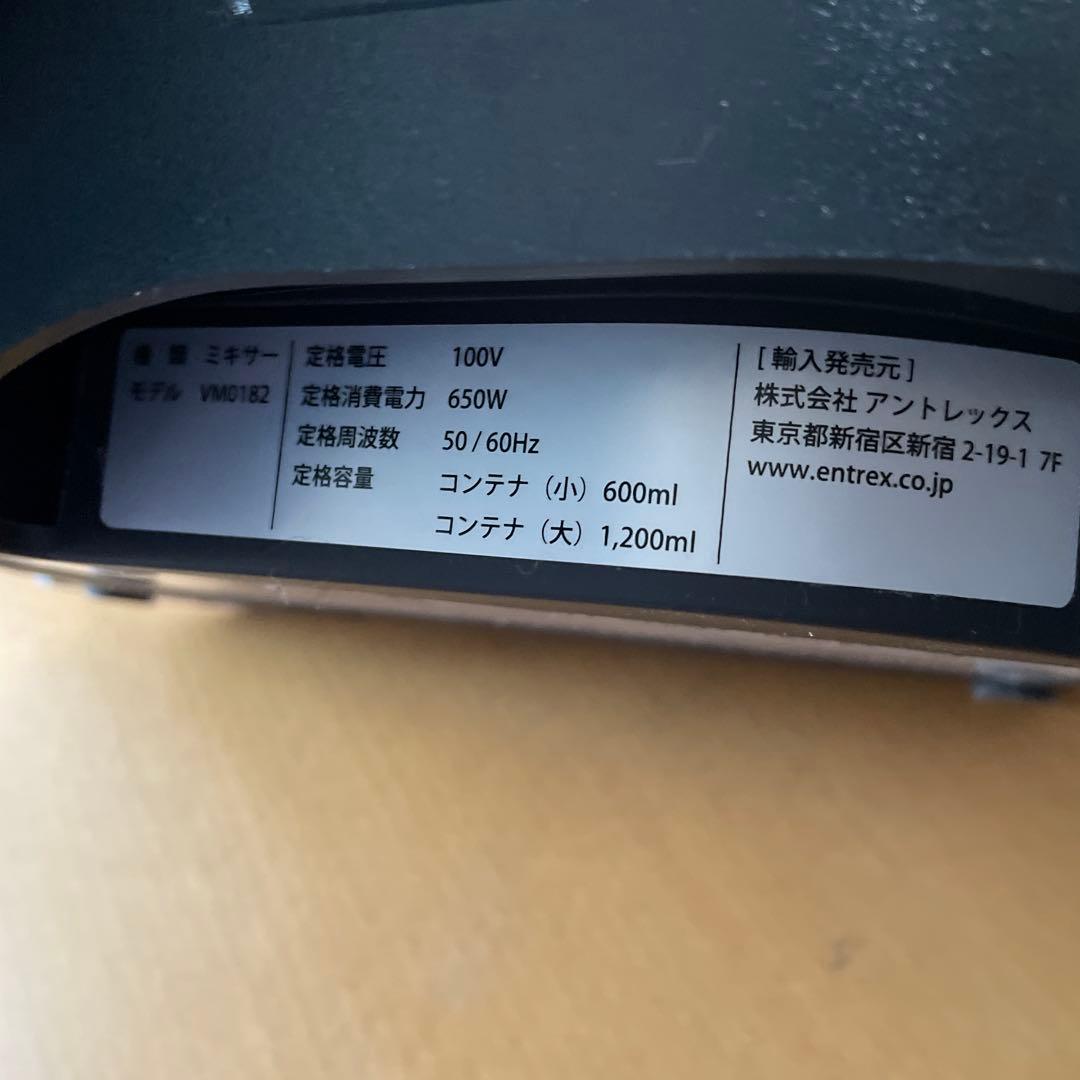 ミキサー
モデル VM0182
定格電圧 100V
定格消費電力 650W
定格周波数 50 / 60Hz
定格容量 コンテナ（小）600ml
コンテナ（大）1,200ml
[ 輸入発売元 ]
株式会社 アントレックス
東京都新宿区新宿 2-19-1 7F
www.entrex.co.jp